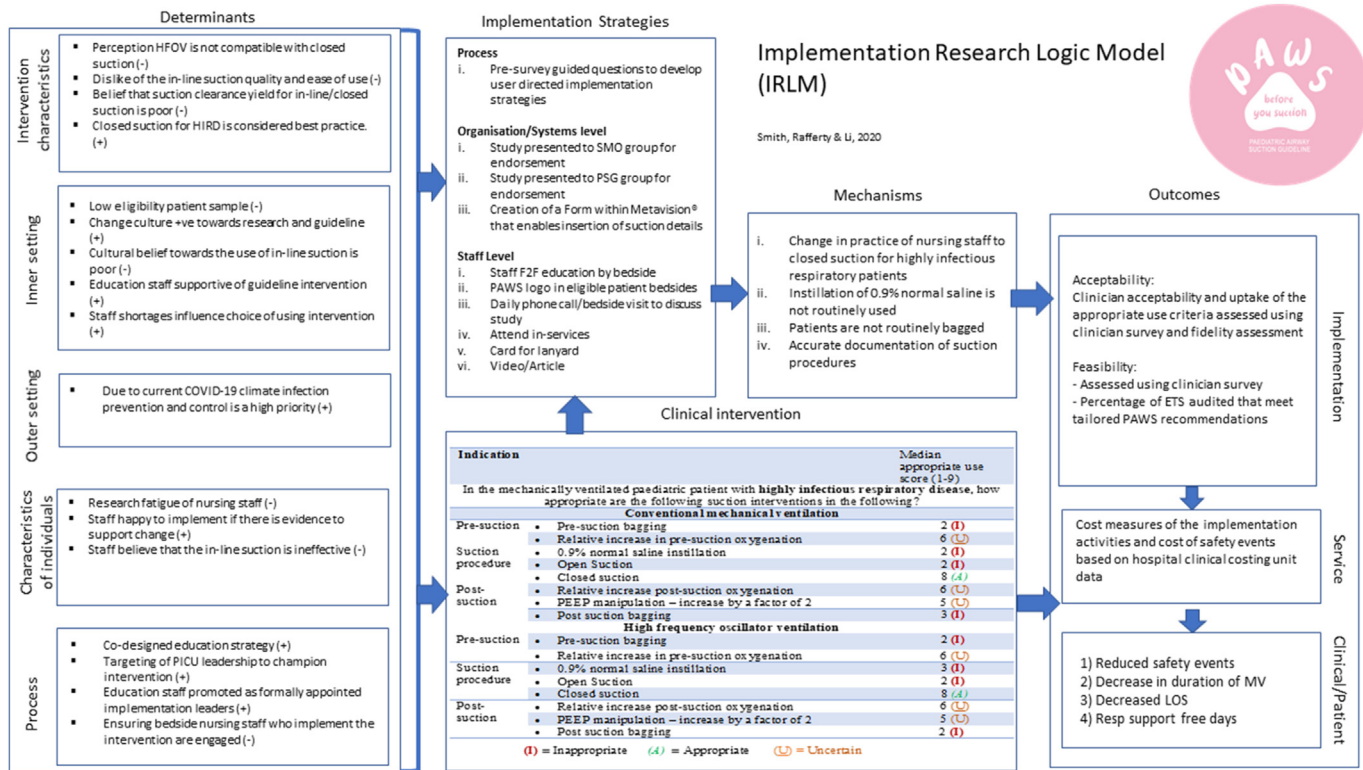 Determinants
Intervention
characteristics
▪ Perception HFOV is not compatible with closed
suction (-)
▪ Dislike of the in-line suction quality and ease of use (-)
▪ Belief that suction clearance yield for in-line/closed
suction is poor (-)
▪ Closed suction for HIRD is considered best practice.
(+)
Inner setting
▪ Low eligibility patient sample (-)
▪ Change culture +ve towards research and guideline
(+)
▪ Cultural belief towards the use of in-line suction is
poor (-)
▪ Education staff supportive of guideline intervention
(+)
▪ Staff shortages influence choice of using intervention
(+)
Outer setting
▪ Due to current COVID-19 climate infection
prevention and control is a high priority (+)
Characteristics
of individual
▪ Research fatigue of nursing staff (-)
▪ Staff happy to implement if there is evidence to
support change (+)
▪ Staff believe that the in-line suction is ineffective (-)
Process
▪ Co-designed education strategy (+)
▪ Targeting of PICU leadership to champion
intervention (+)
▪ Education staff promoted as formally appointed
implementation leaders (+)
▪ Ensuring bedside nursing staff who implement the
intervention are engaged (-)
Implementation Strategies
Process
i. Pre-survey guided questions to develop
user directed implementation
strategies
Organisation/Systems level
i. Study presented to SMO group for
endorsement
ii. Study presented to PSG group for
endorsement
iii. Creation of a Form within Metavision®
that enables insertion of suction details
Staff Level
i. Staff F2F education by bedside
ii. PAWS logo in eligible patient bedsides
iii. Daily phone call/bedside visit to discuss
study
iv. Attend in-services
v. Card for lanyard
vi. Video/Article
Implementation Research Logic Model
(IRLM)
Smith, Rafferty & Li, 2020
PAWS
before
you suction
PAEDIATRIC AIRWAY
SUCTION GUIDELINE
Mechanisms
i. Change in practice of nursing staff to
closed suction for highly infectious
respiratory patients
ii. Instillation of 0.9% normal saline is
not routinely used
iii. Patients are not routinely bagged
iv. Accurate documentation of suction
procedures
Outcomes
Acceptability:
Clinician acceptability and uptake of the
appropriate use criteria assessed using
clinician survey and fidelity assessment
Feasibility:
- Assessed using clinician survey
- Percentage of ETS audited that meet
tailored PAWS recommendations
Implementation
Cost measures of the implementation
activities and cost of safety events
based on hospital clinical costing unit
data
Service
1) Reduced safety events
2) Decrease in duration of MV
3) Decreased LOS
4) Resp support free days
Clinical/Patient
Clinical intervention
Indication Median
appropriate use
score (1-9)
In the mechanically ventilated paediatric patient with highly infectious respiratory disease, how
appropriate are the following suction interventions in the following?
Conventional mechanical ventilation
Pre-suction • Pre-suction bagging 2 (I)
• Relative increase in pre-suction oxygenation 6 (U)
Suction • 0.9% normal saline instillation 2 (I)
procedure • Open Suction 2 (I)
• Closed suction 8 (A)
Post- • Relative increase post-suction oxygenation 6 (U)
suction • PEEP manipulation – increase by a factor of 2 5 (U)
• Post suction bagging 3 (I)
High frequency oscillator ventilation
Pre-suction • Pre-suction bagging 2 (I)
• Relative increase in pre-suction oxygenation 6 (U)
Suction • 0.9% normal saline instillation 3 (I)
procedure • Open Suction 2 (I)
• Closed suction 8 (A)
Post- • Relative increase post-suction oxygenation 6 (U)
suction • PEEP manipulation – increase by a factor of 2 5 (U)
• Post suction bagging 2 (I)
(I) = Inappropriate (A) = Appropriate (U) = Uncertain